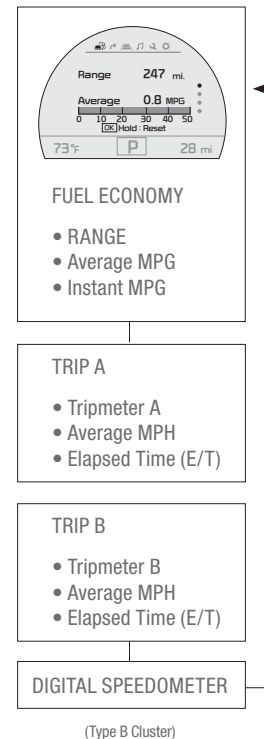 Range 247 mi.
Average 0.8 MPG
0 10 20 30 40 50
OK Hold : Reset
73°F P 28 mi
FUEL ECONOMY
• RANGE
• Average MPG
• Instant MPG
TRIP A
• Tripmeter A
• Average MPH
• Elapsed Time (E/T)
TRIP B
• Tripmeter B
• Average MPH
• Elapsed Time (E/T)
DIGITAL SPEEDOMETER
(Type B Cluster)